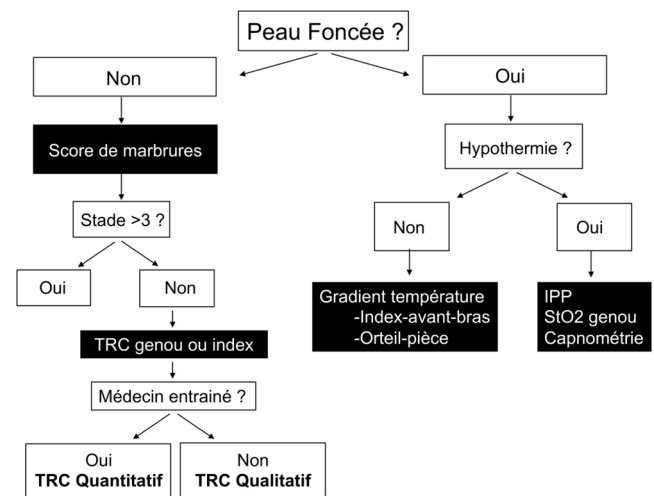 Peau Foncée ?
Non
Oui
Score de marbrures
Hypothermie ?
Stade >3 ?
Non
Oui
Oui
Non
Gradient température
-Index-avant-bras
-Orteil-pièce
IPP
StO2 genou
Capnométrie
TRC genou ou index
Médecin entrainé ?
Oui
TRC Quantitatif
Non
TRC Qualitatif